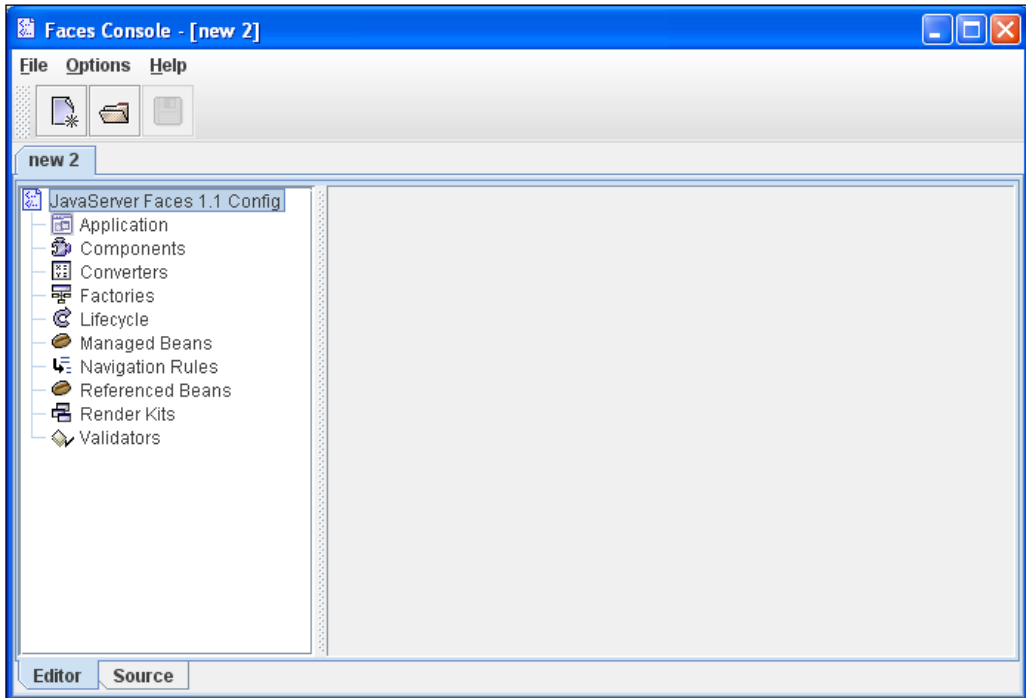 Faces Console - [new 2]
File Options Help
new 2
JavaServer Faces 1.1 Config
Application
Components
Converters
Factories
Lifecycle
Managed Beans
Navigation Rules
Referenced Beans
Render Kits
Validators
Editor Source